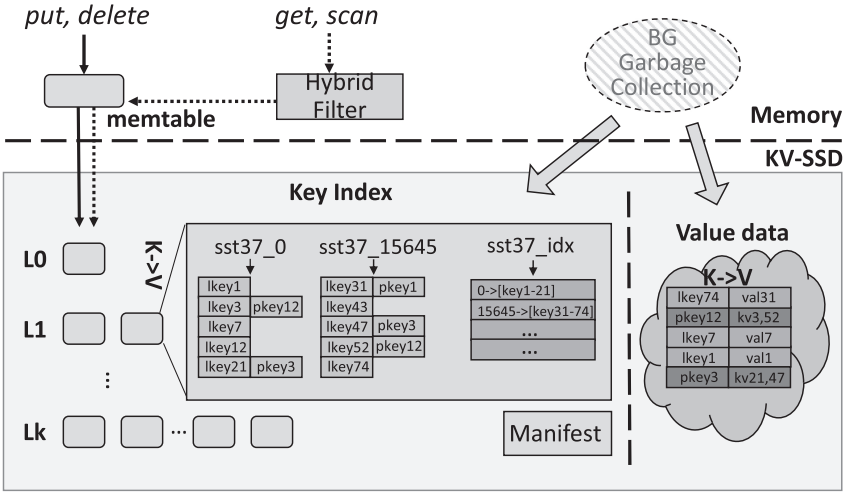 put, delete
get, scan
BG
Garbage
Collection
Hybrid
Filter
memtable
Memory
KV-SSD
Key Index
K->V
L0
L1
...
Lk
...
sst37_0
lkey1
lkey3 pkey12
lkey7
lkey12
lkey21 pkey3
sst37_15645
lkey31 pkey1
lkey43
lkey47 pkey3
lkey52 pkey12
lkey74
sst37_idx
0->[key1-21]
15645->[key31-74]
...
...
Manifest
Value data
K->V
lkey74 val31
pkey12 kv3,52
lkey7 val7
lkey1 val1
pkey3 kv21,47